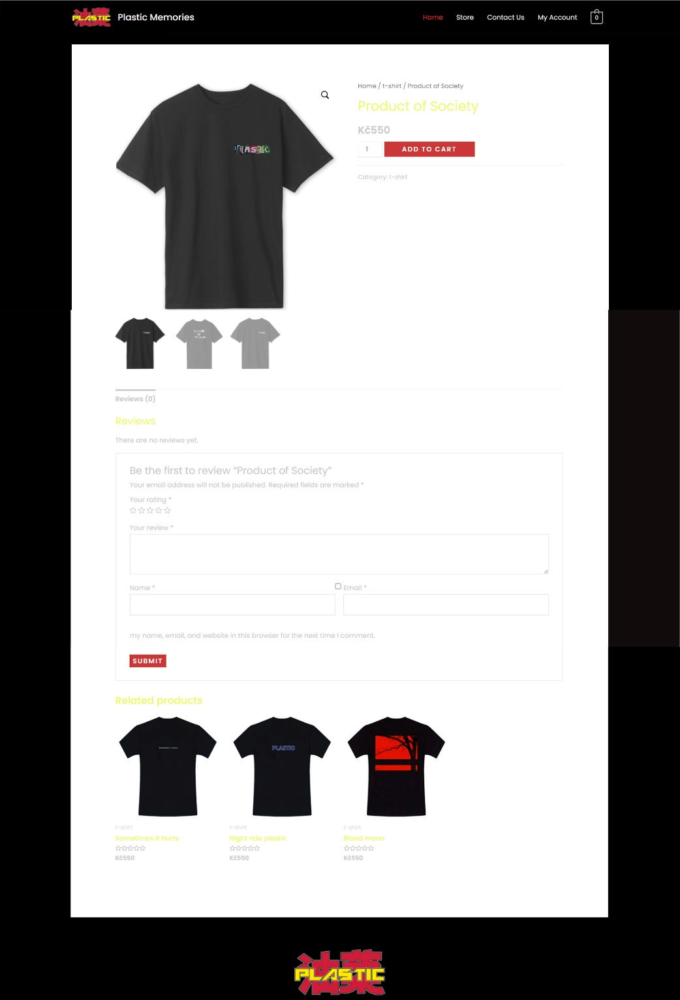 油葉
PLASTIC
Plastic Memories
Home
Store
Contact Us
My Account
0
Home / t-shirt / Product of Society
Product of Society
Kč550
1
ADD TO CART
Category: t-shirt
PLASTIC
Reviews (0)
Reviews
There are no reviews yet.
Be the first to review “Product of Society”
Your email address will not be published. Required fields are marked *
Your rating *
Your review *
Name *
Email *
my name, email, and website in this browser for the next time I comment.
SUBMIT
Related products
PLASTIC
t-shirt
Sometimes it hurts
Kč550
t-shirt
Night ride plastic
Kč550
t-shirt
Blood moon
Kč550
油葉
PLASTIC